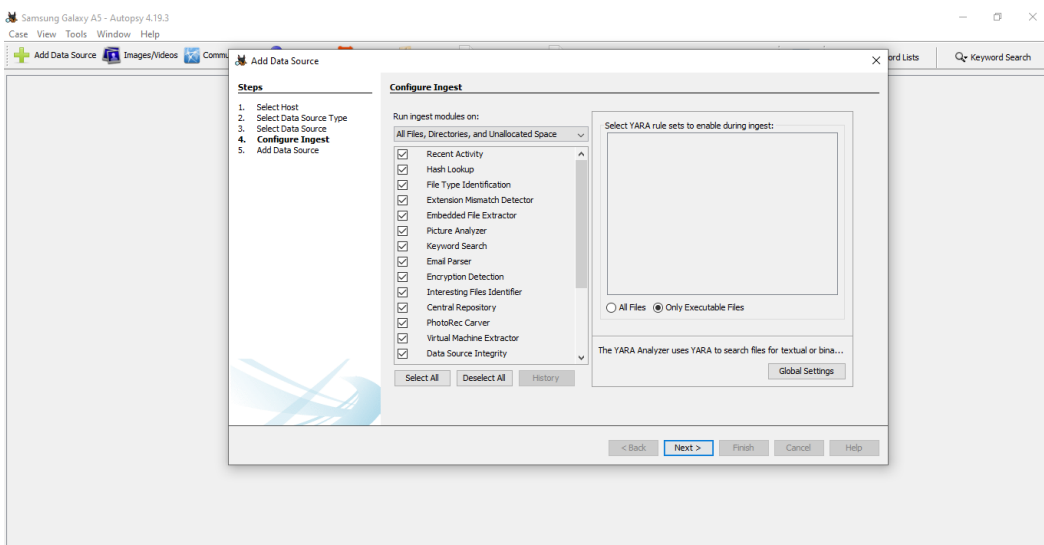 Samsung Galaxy A5 - Autopsy 4.19.3
Case View Tools Window Help
Add Data Source Images/Videos Commu ord Lists Keyword Search
Add Data Source
Steps
1. Select Host
2. Select Data Source Type
3. Select Data Source
4. Configure Ingest
5. Add Data Source
Configure Ingest
Run ingest modules on:
All Files, Directories, and Unallocated Space
Recent Activity
Hash Lookup
File Type Identification
Extension Mismatch Detector
Embedded File Extractor
Picture Analyzer
Keyword Search
Email Parser
Encryption Detection
Interesting Files Identifier
Central Repository
PhotoRec Carver
Virtual Machine Extractor
Data Source Integrity
Select All Deselect All History
Select YARA rule sets to enable during ingest:
All Files Only Executable Files
The YARA Analyzer uses YARA to search files for textual or bina...
Global Settings
< Back Next > Finish Cancel Help